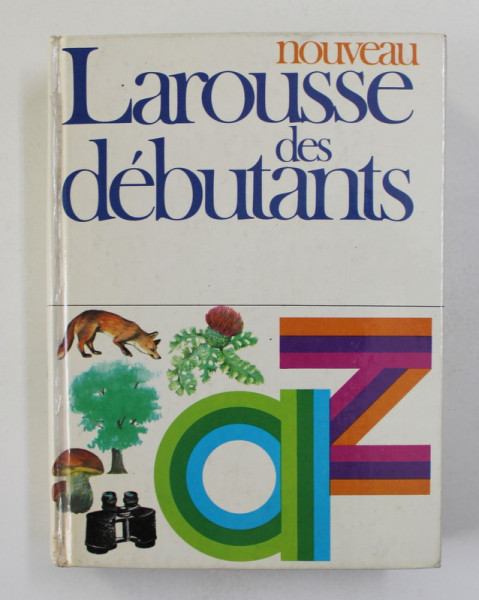 nouveau
Larousse
des
débutants
a z